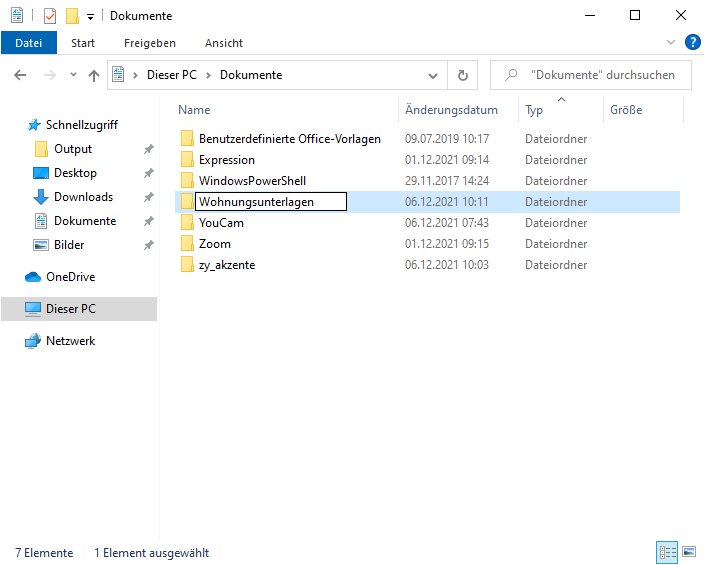 Dokumente
Datei Start Freigeben Ansicht ?
Dieser PC > Dokumente "Dokumente" durchsuchen
Name Änderungsdatum Typ Größe
Schnellzugriff
Output
Desktop
Downloads
Dokumente
Bilder
OneDrive
Dieser PC
Netzwerk
Benutzerdefinierte Office-Vorlagen 09.07.2019 10:17 Dateiordner
Expression 01.12.2021 09:14 Dateiordner
WindowsPowerShell 29.11.2017 14:24 Dateiordner
Wohnungsunterlagen 06.12.2021 10:11 Dateiordner
YouCam 06.12.2021 07:43 Dateiordner
Zoom 01.12.2021 09:15 Dateiordner
zy_akzente 06.12.2021 10:03 Dateiordner
7 Elemente 1 Element ausgewählt